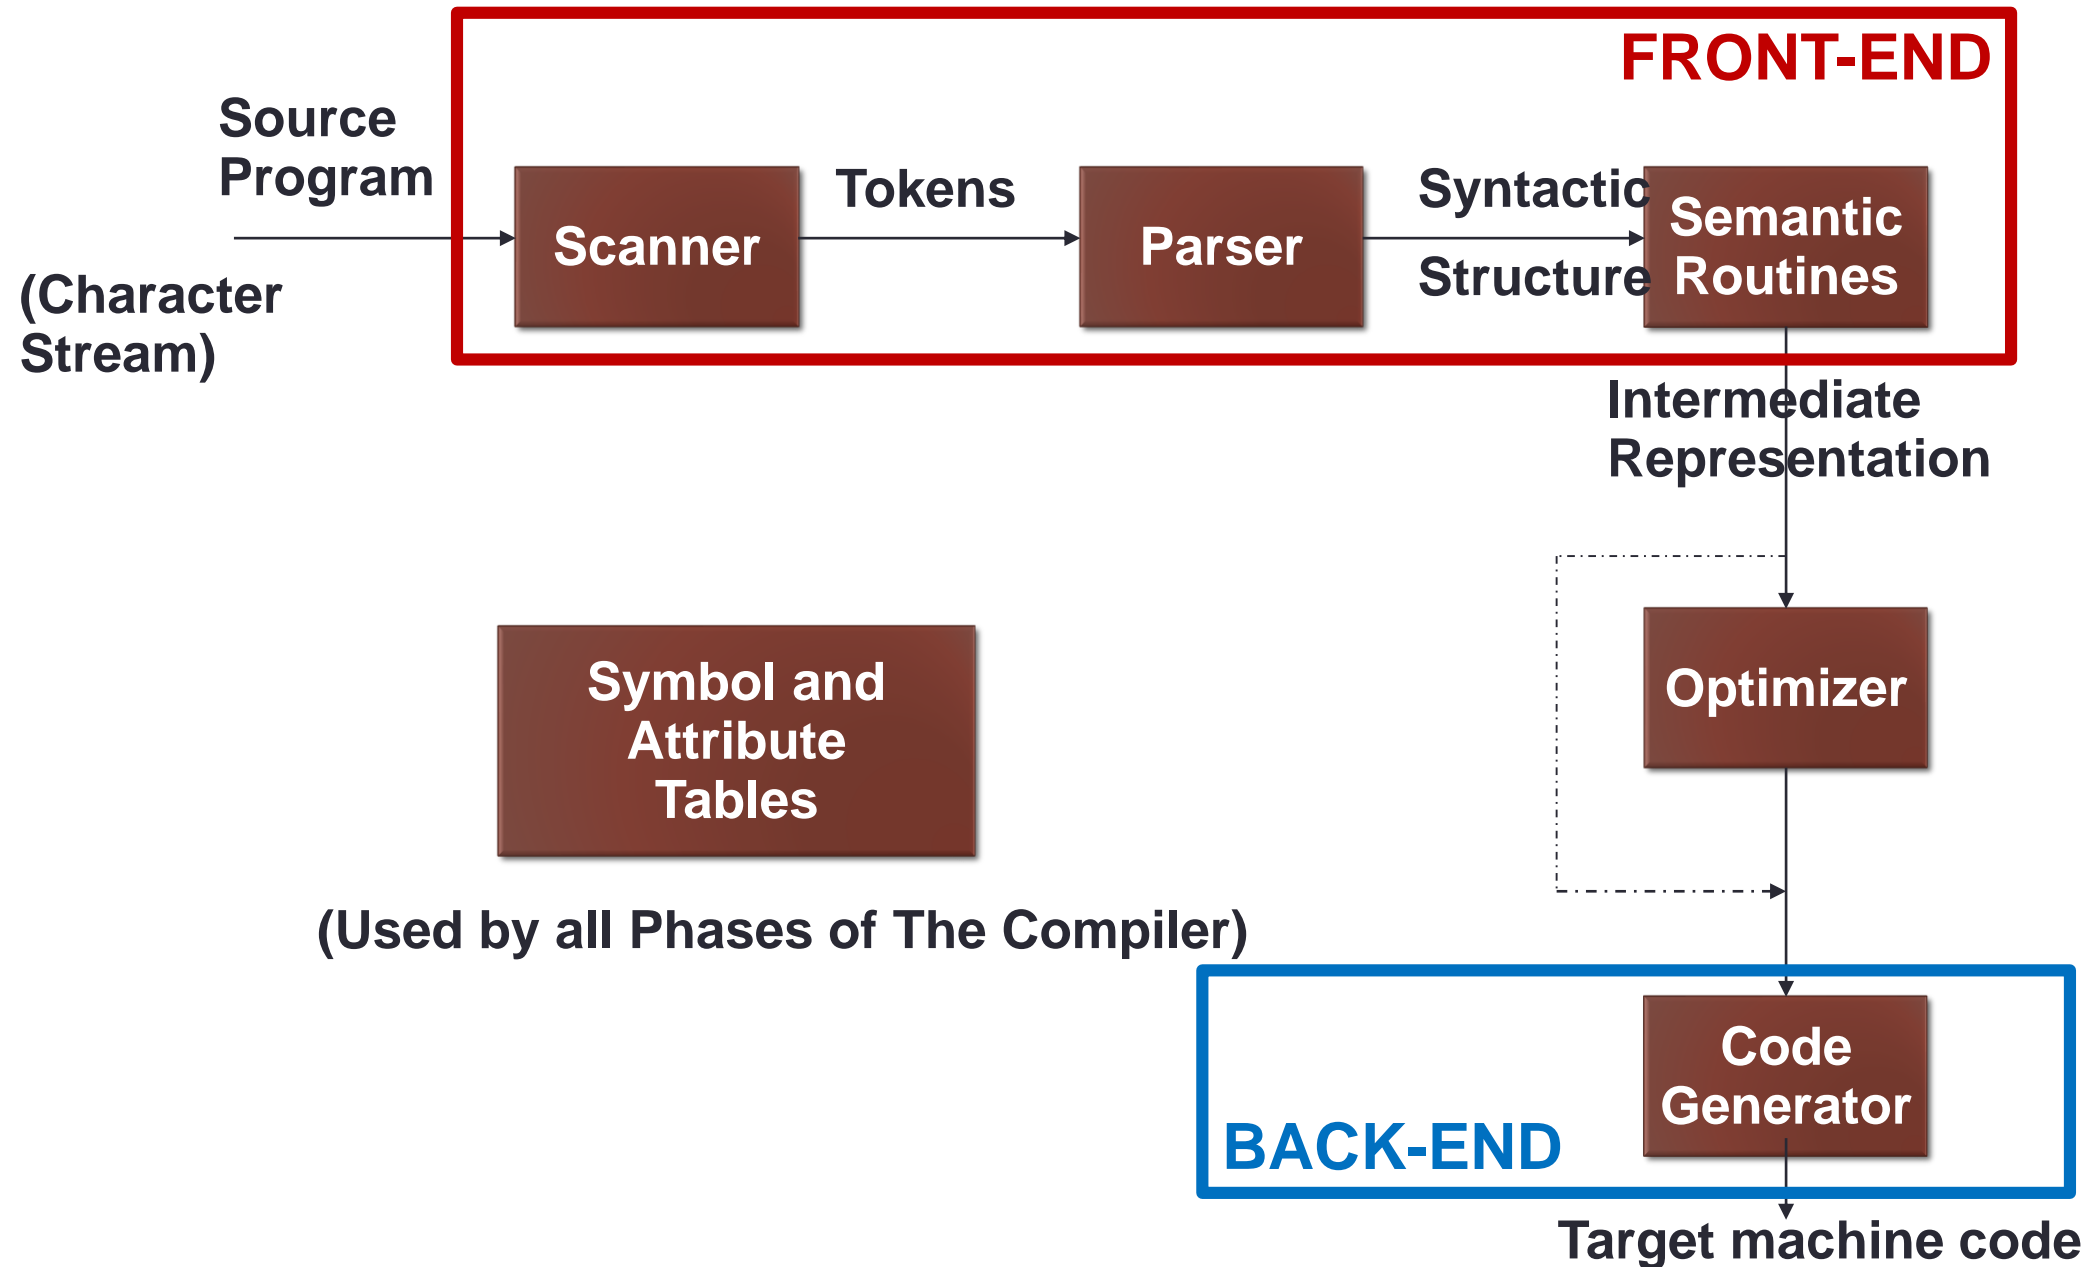 FRONT-END
Source
Program
(Character
Stream)
Scanner
Tokens
Parser
Syntactic
Structure
Semantic
Routines
Intermediate
Representation
Optimizer
Symbol and
Attribute
Tables
(Used by all Phases of The Compiler)
Code
Generator
BACK-END
Target machine code